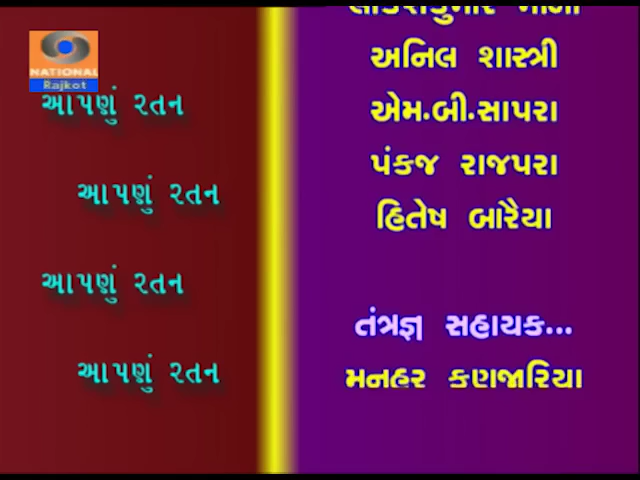 NATIONAL
Rajkot
આપણું રતન
આપણું રતન
આપણું રતન
આપણું રતન
અનિલ શાસ્ત્રી
એમ.બી.સાપરા
પંકજ રાજપરા
હિતેષ બારૈયા
તંત્રજ્ઞ સહાયક...
મનહર કણજારિયા